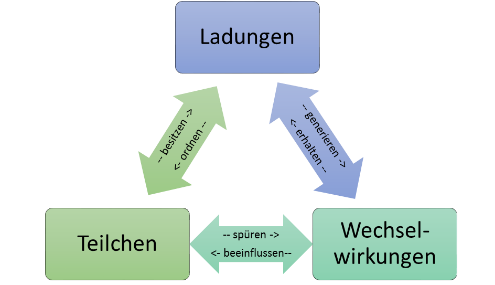 Ladungen
-- besitzen ->
<- ordnen --
-- generieren ->
<- erhalten --
Teilchen
-- spüren ->
<- beeinflussen--
Wechsel-
wirkungen